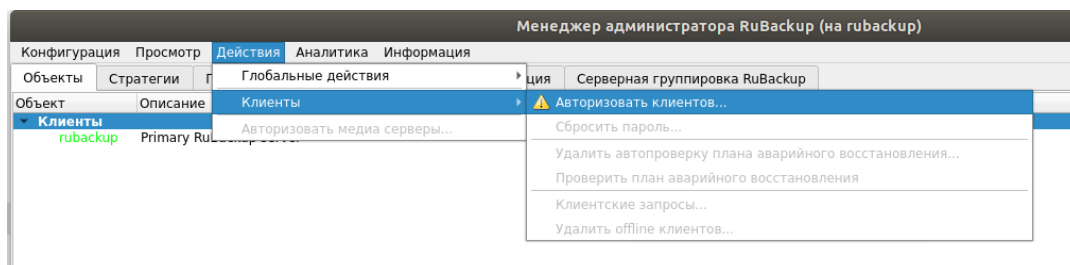 Менеджер администратора RuBackup (на rubackup)
Конфигурация Просмотр Действия Аналитика Информация
Объекты Стратегии Серверная группировка RuBackup
Объект Описание
Клиенты
rubackup Primary
Глобальные действия
Клиенты
Авторизовать медиа серверы...
Авторизовать клиентов...
Сбросить пароль...
Удалить автопроверку плана аварийного восстановления...
Проверить план аварийного восстановления
Клиентские запросы...
Удалить offline клиентов...